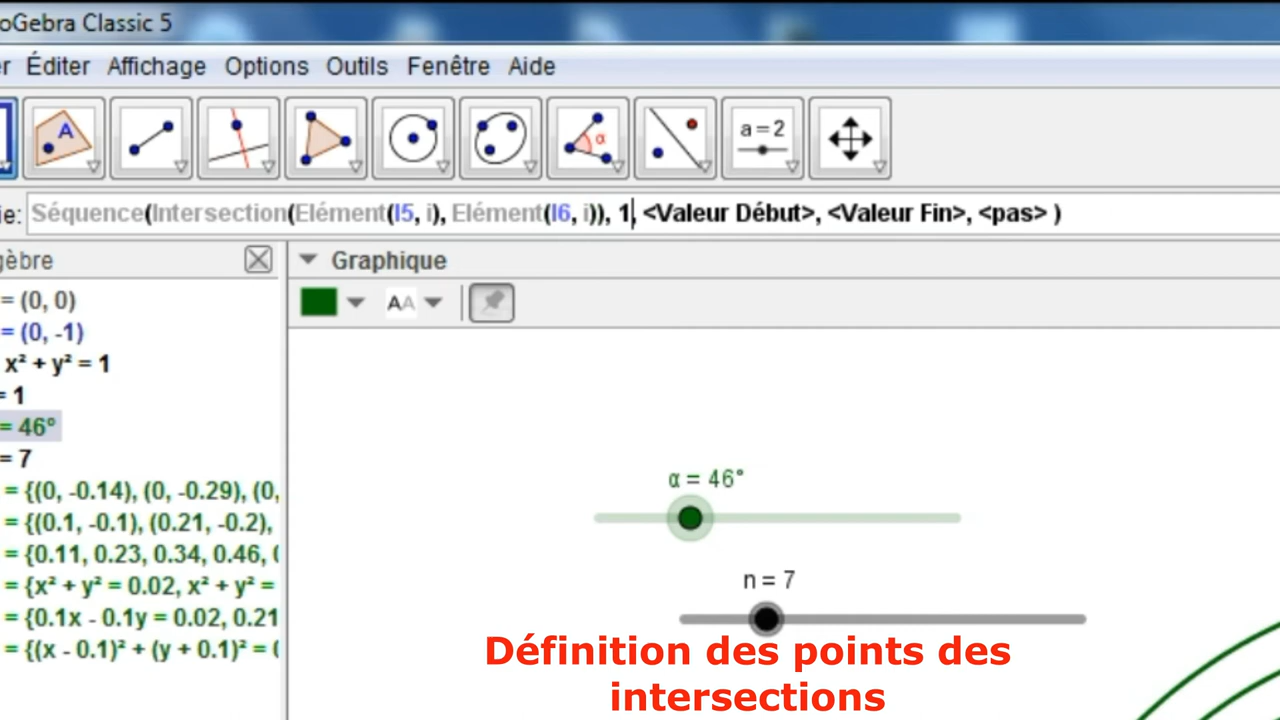 oGebra Classic 5
er Éditer Affichage Options Outils Fenêtre Aide
A
α
a = 2
ie: Séquence(Intersection(Elément(l5, i), Elément(l6, i)), 1, <Valeur Début>, <Valeur Fin>, <pas> )
gèbre
Graphique
AA
= (0, 0)
= (0, -1)
x² + y² = 1
= 1
= 46°
= 7
= {(0, -0.14), (0, -0.29), (0,
= {(0.1, -0.1), (0.21, -0.2),
= {0.11, 0.23, 0.34, 0.46, 0
= {x² + y² = 0.02, x² + y² =
= {0.1x - 0.1y = 0.02, 0.21
= {(x - 0.1)² + (y + 0.1)² = 0
α = 46°
n = 7
Définition des points des
intersections